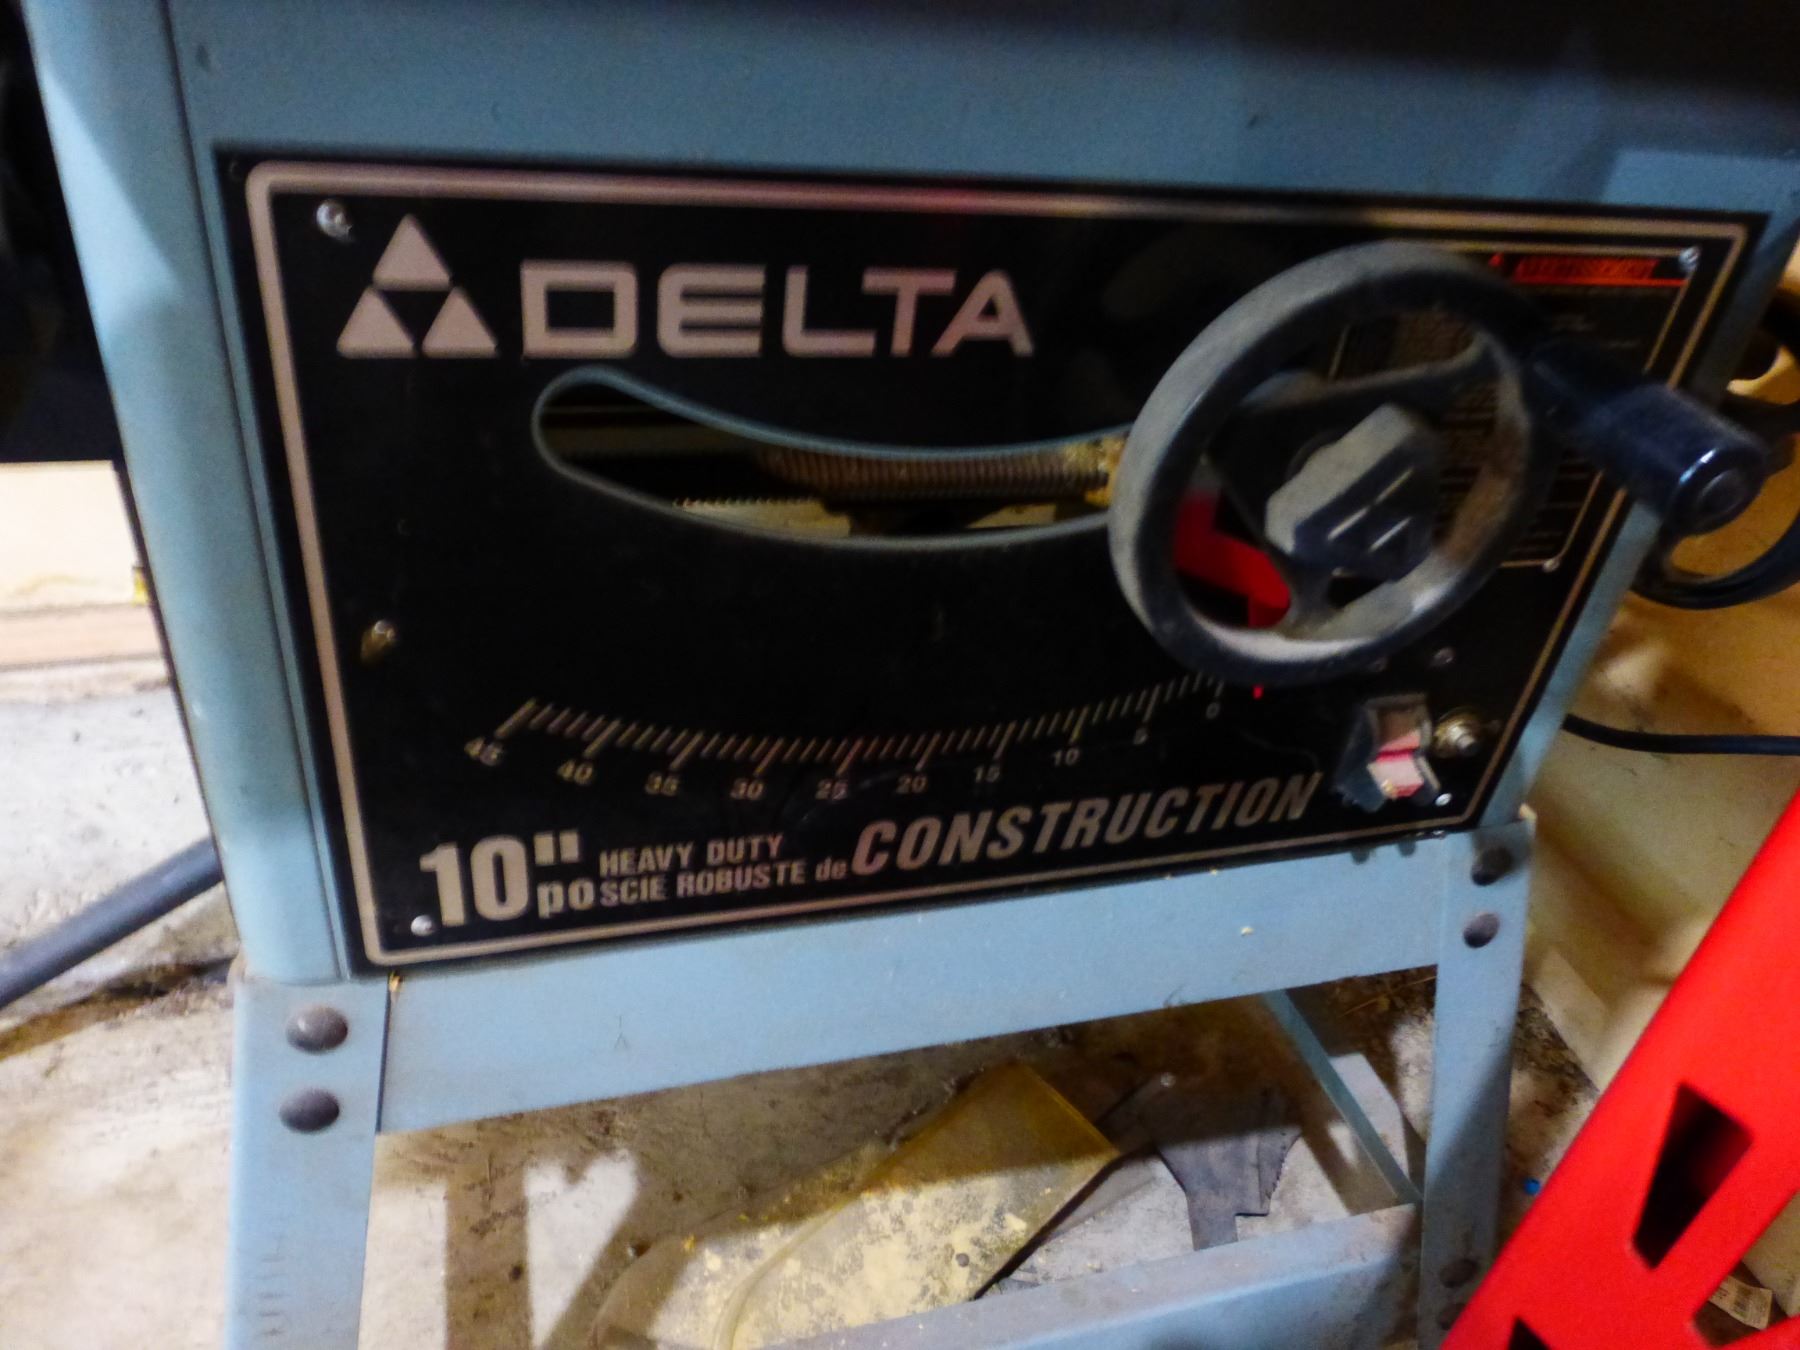 DELTA
45 40 35 30 25 20 15 10 5 0
10" HEAVY DUTY CONSTRUCTION
po SCIE ROBUSTE de